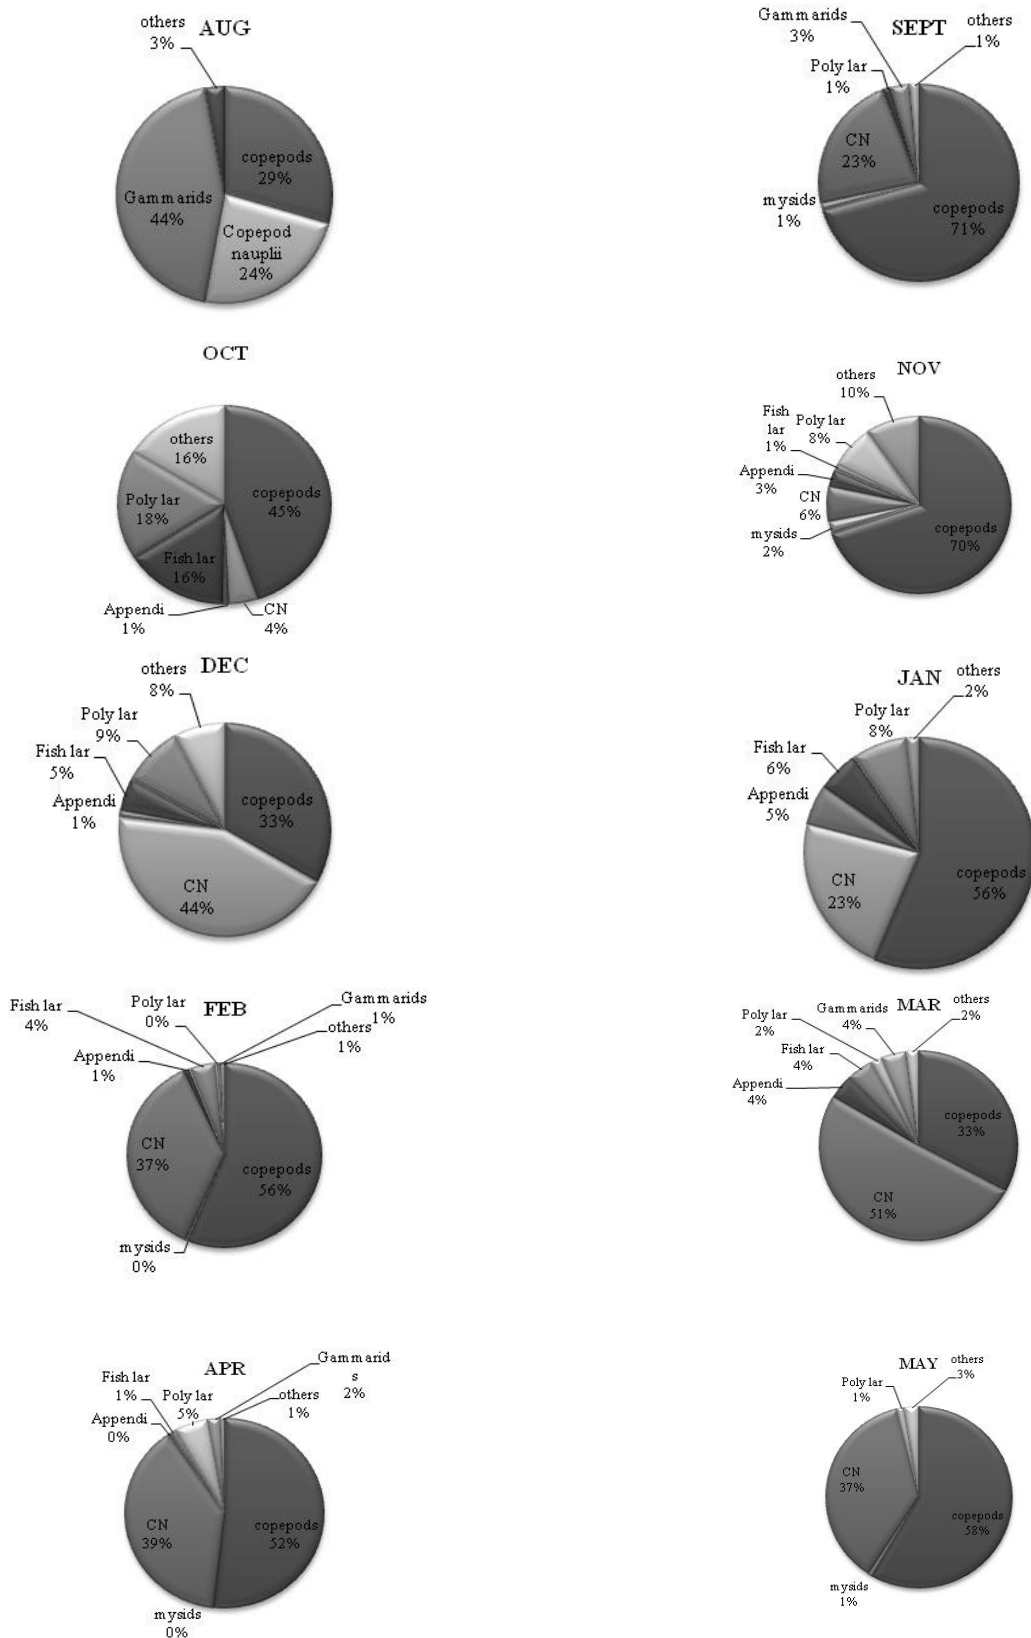 AUG
others
3%
copepods
29%
Gammarids
44%
Copepod
nauplii
24%
SEPT
Gammarids
3%
others
1%
Poly lar
1%
CN
23%
mysids
1%
copepods
71%
OCT
others
16%
copepods
45%
Poly lar
18%
Fish lar
16%
Appendi
1%
CN
4%
NOV
others
10%
Fish
lar
1%
Poly lar
8%
Appendi
3%
CN
6%
mysids
2%
copepods
70%
DEC
others
8%
Poly lar
9%
Fish lar
5%
Appendi
1%
copepods
33%
CN
44%
JAN
others
2%
Poly lar
8%
Fish lar
6%
Appendi
5%
CN
23%
copepods
56%
FEB
Fish lar
4%
Poly lar
0%
Gammarids
1%
others
1%
Appendi
1%
CN
37%
copepods
56%
mysids
0%
MAR
Gammarids
4%
others
2%
Poly lar
2%
Fish lar
4%
Appendi
4%
copepods
33%
CN
51%
APR
Gammarid
s
2%
Fish lar
1%
Poly lar
5%
others
1%
Appendi
0%
CN
39%
copepods
52%
mysids
0%
MAY
others
3%
Poly lar
1%
CN
37%
copepods
58%
mysids
1%